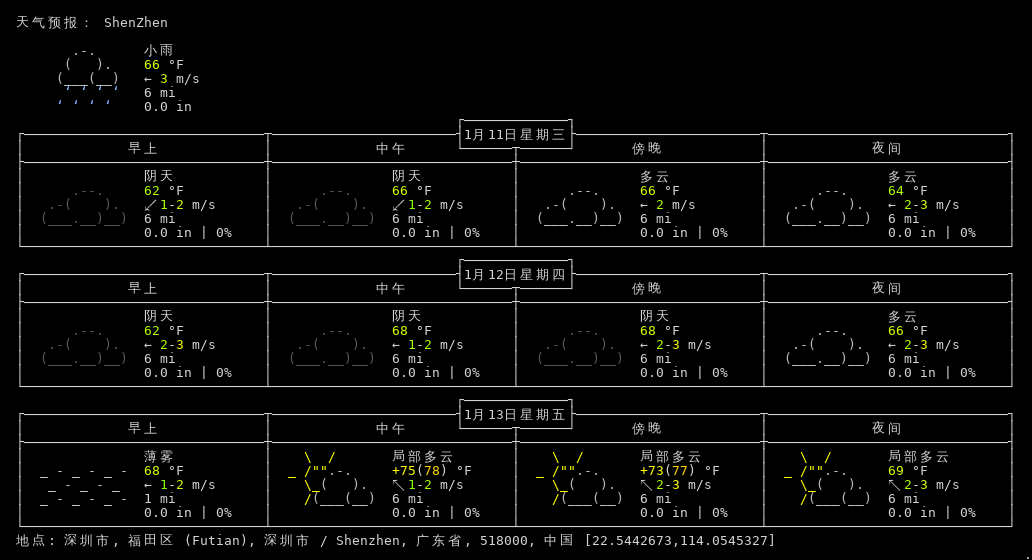 天气预报： ShenZhen
小雨
66 °F
← 3 m/s
6 mi
0.0 in
1月11日星期三
早上 中午 傍晚 夜间
阴天 阴天 多云 多云
62 °F 66 °F 66 °F 64 °F
↙ 1-2 m/s ↙ 1-2 m/s ← 2 m/s ← 2-3 m/s
6 mi 6 mi 6 mi 6 mi
0.0 in | 0% 0.0 in | 0% 0.0 in | 0% 0.0 in | 0%
1月12日星期四
早上 中午 傍晚 夜间
阴天 阴天 阴天 多云
62 °F 68 °F 68 °F 66 °F
← 2-3 m/s ← 1-2 m/s ← 2-3 m/s ← 2-3 m/s
6 mi 6 mi 6 mi 6 mi
0.0 in | 0% 0.0 in | 0% 0.0 in | 0% 0.0 in | 0%
1月13日星期五
早上 中午 傍晚 夜间
薄雾 局部多云 局部多云 局部多云
68 °F +75(78) °F +73(77) °F 69 °F
← 1-2 m/s ↖ 1-2 m/s ↖ 2-3 m/s ↖ 2-3 m/s
1 mi 6 mi 6 mi 6 mi
0.0 in | 0% 0.0 in | 0% 0.0 in | 0% 0.0 in | 0%
地点: 深圳市, 福田区 (Futian), 深圳市 / Shenzhen, 广东省, 518000, 中国 [22.5442673,114.0545327]